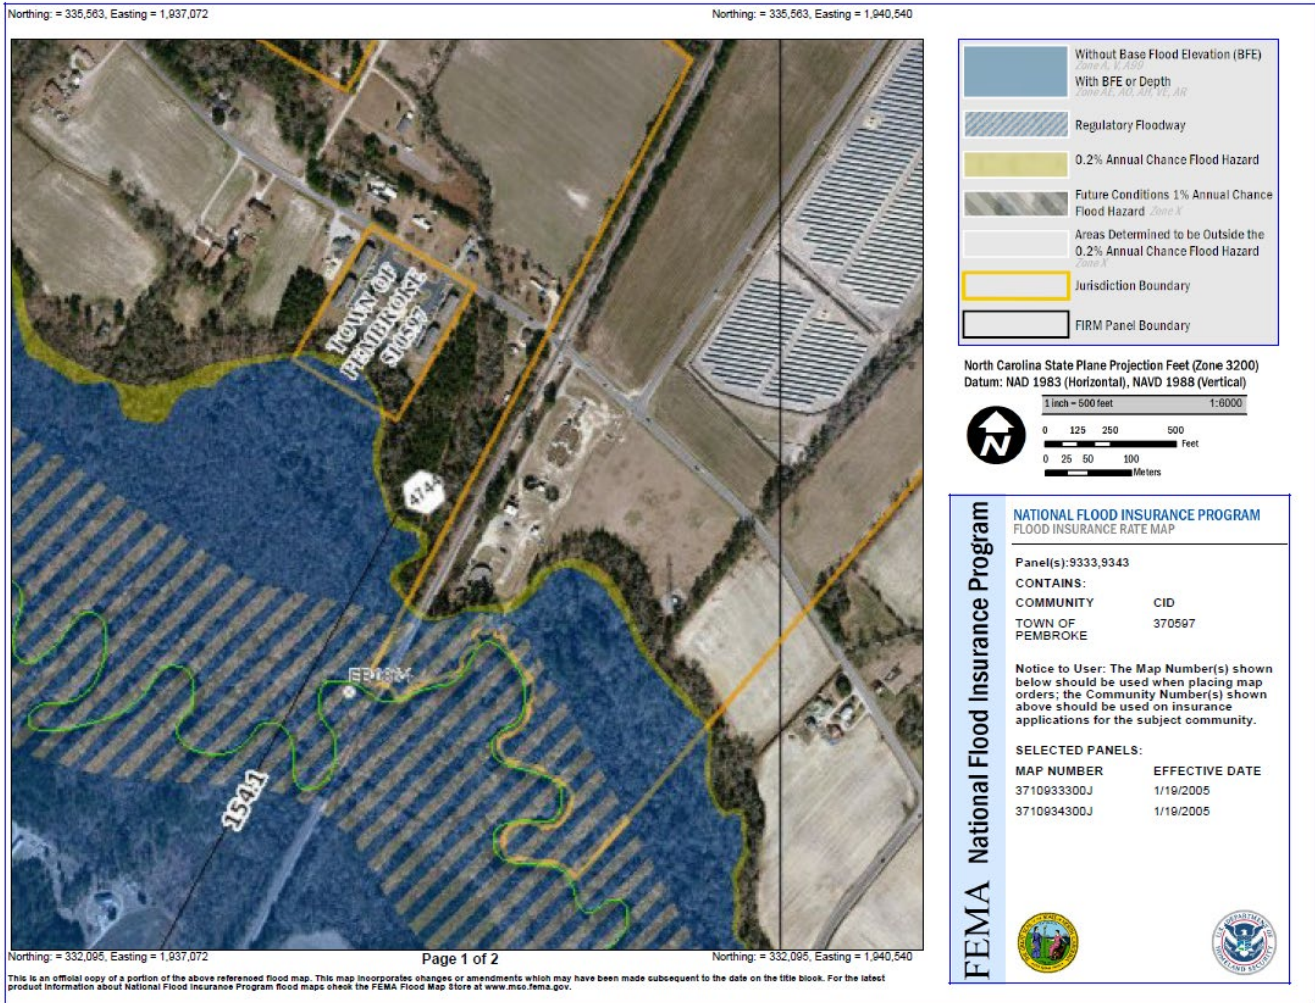 Northing: = 335,563, Easting = 1,937,072
Northing: = 335,563, Easting = 1,940,540
TOWN OF
PEMBROKE
4744
154.1
Northing: = 332,095, Easting = 1,937,072
Page 1 of 2
Northing: = 332,095, Easting = 1,940,540
This is an official copy of a portion of the above referenced flood map. This map incorporates changes or amendments which may have been made subsequent to the date on the title block. For the latest
product information about National Flood Insurance Program flood maps check the FEMA Flood Map Store at www.msc.fema.gov.
Without Base Flood Elevation (BFE)
Zone A, V, A99
With BFE or Depth
Zone AE, AO, AH, VE, AR
Regulatory Floodway
0.2% Annual Chance Flood Hazard
Future Conditions 1% Annual Chance
Flood Hazard Zone X
Areas Determined to be Outside the
0.2% Annual Chance Flood Hazard
Zone X
Jurisdiction Boundary
FIRM Panel Boundary
North Carolina State Plane Projection Feet (Zone 3200)
Datum: NAD 1983 (Horizontal), NAVD 1988 (Vertical)
1 inch = 500 feet 1:6000
N
0 125 250 500
Feet
0 25 50 100
Meters
FEMA National Flood Insurance Program
NATIONAL FLOOD INSURANCE PROGRAM
FLOOD INSURANCE RATE MAP
Panel(s):9333,9343
CONTAINS:
COMMUNITY CID
TOWN OF 370597
PEMBROKE
Notice to User: The Map Number(s) shown
below should be used when placing map
orders; the Community Number(s) shown
above should be used on insurance
applications for the subject community.
SELECTED PANELS:
MAP NUMBER EFFECTIVE DATE
3710933300J 1/19/2005
3710934300J 1/19/2005